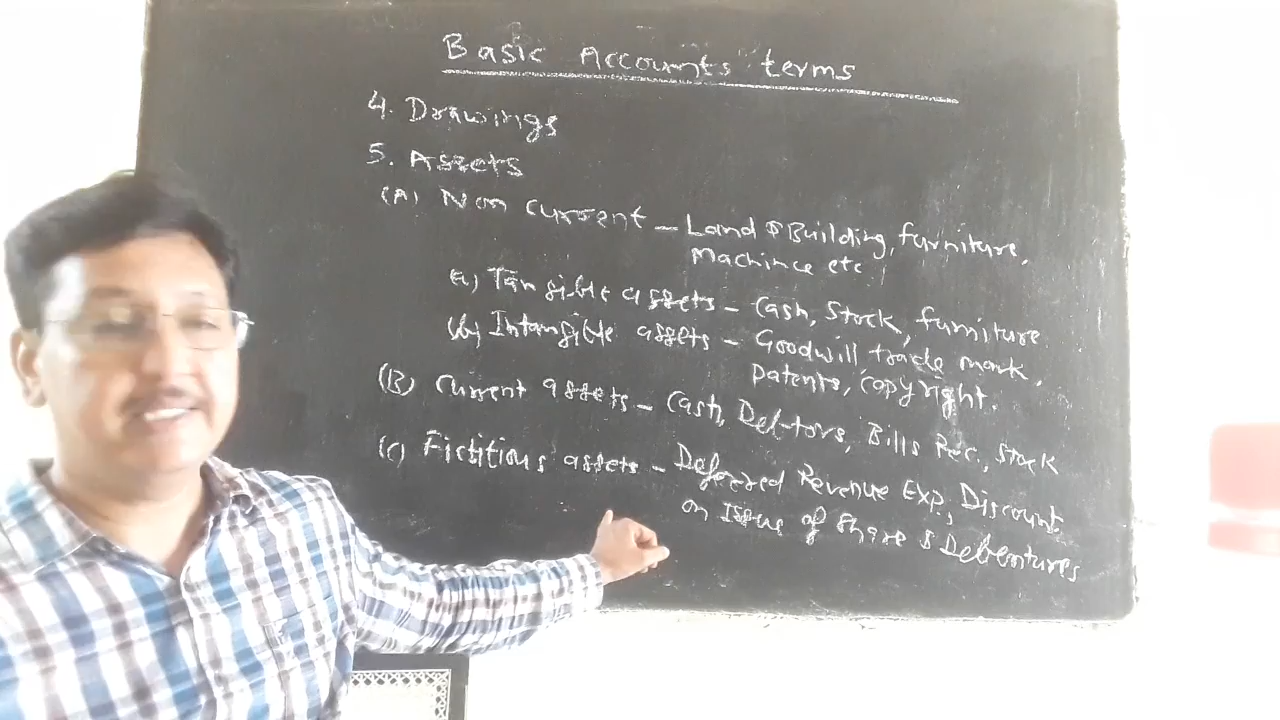 Basic Accounts terms
4. Drawings
5. Assets
(A) Non current - Land & Building, furniture,
Machince etc
a) Tangible assets - Cash, Stock, furniture
(b) Intangible assets - Goodwill trade mark,
Patents, Copyright.
(B) Current assets - Cash, Debtors, Bills Rec., Stock
(C) Fictitious assets - Deferred Revenue Exp., Discount
on Issue of Share & Debentures